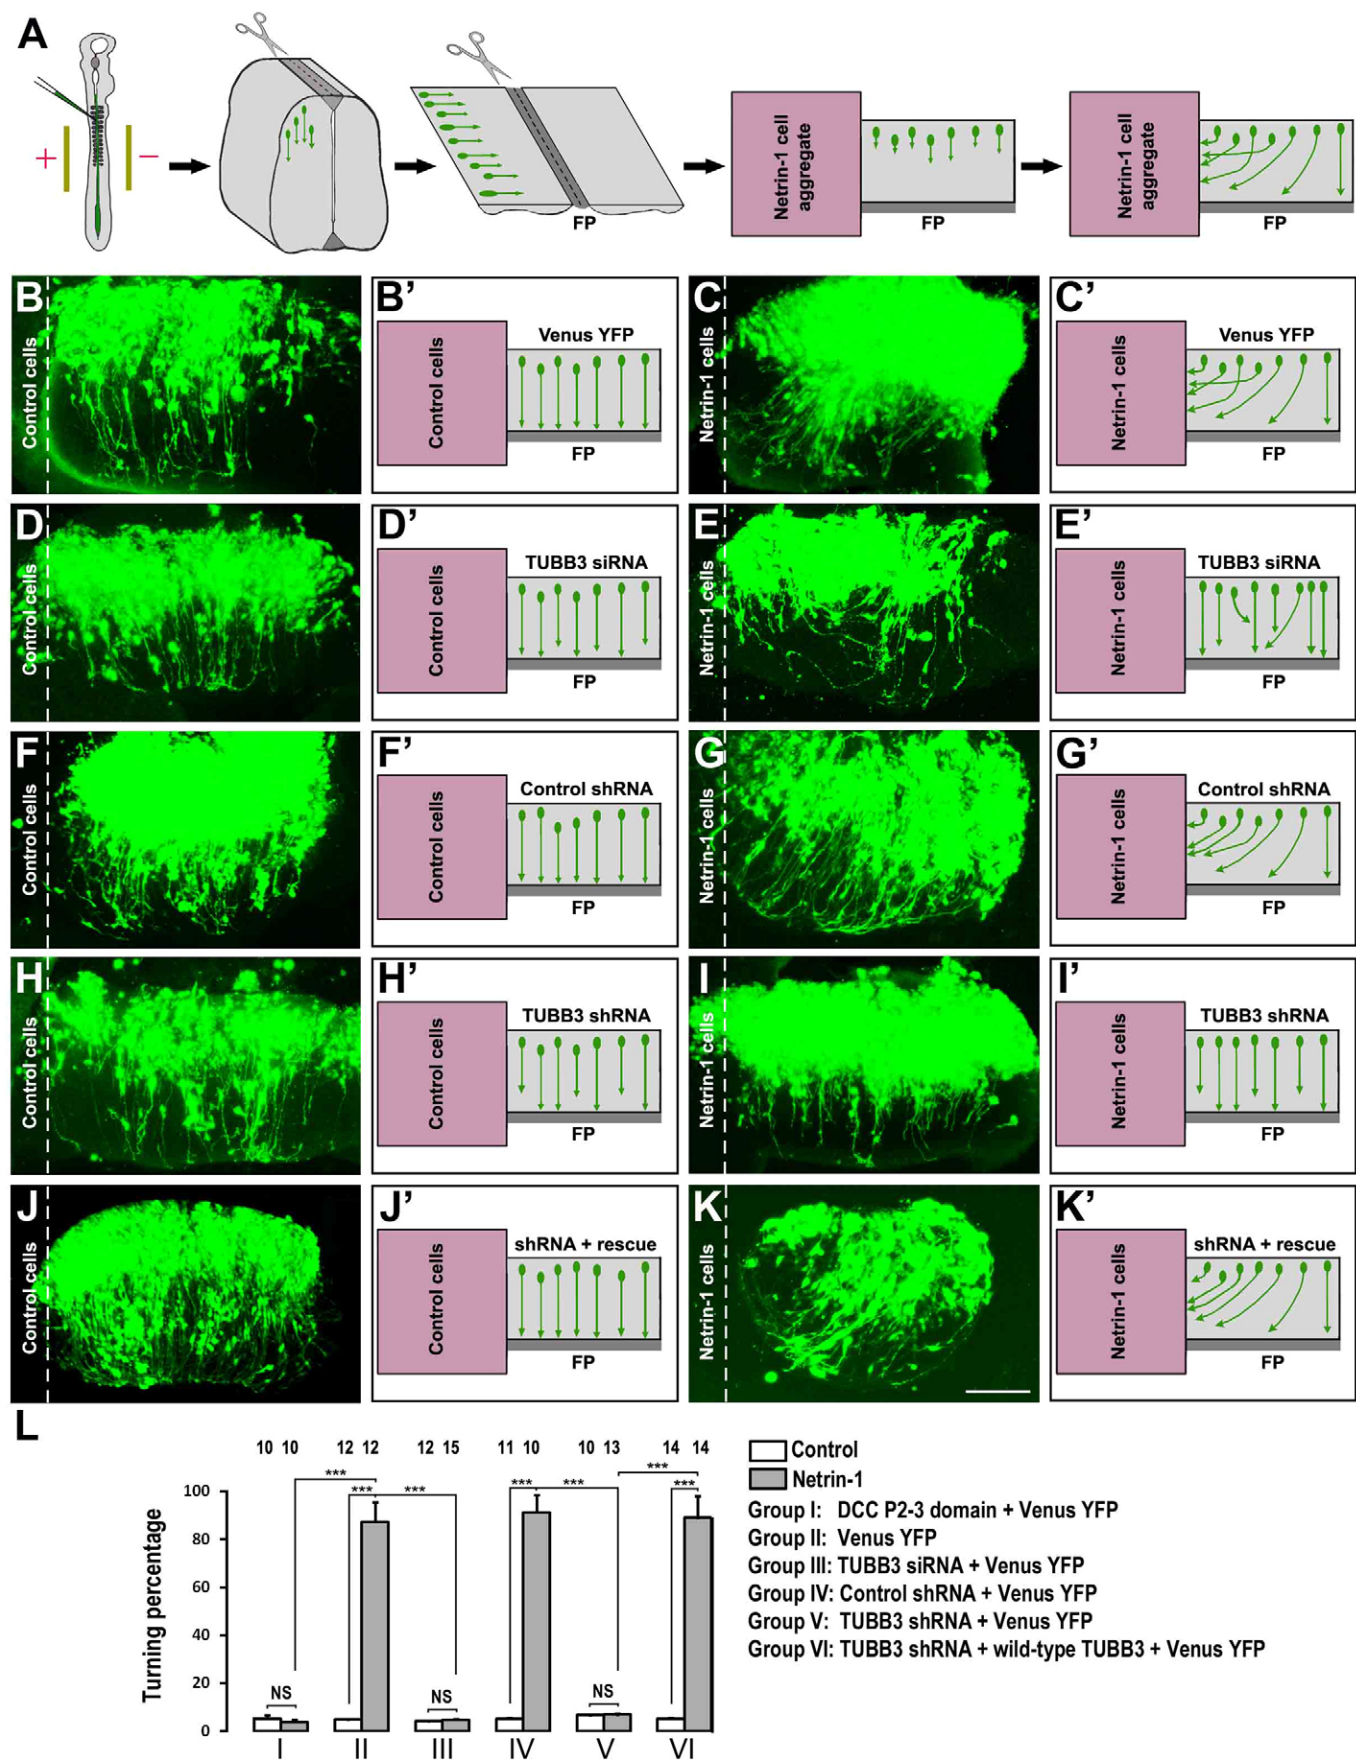 A
+
−
FP
Netrin-1 cell
aggregate
FP
Netrin-1 cell
aggregate
FP
B
Control cells
B’
Control cells
Venus YFP
FP
C
Netrin-1 cells
C’
Netrin-1 cells
Venus YFP
FP
D
Control cells
D’
Control cells
TUBB3 siRNA
FP
E
Netrin-1 cells
E’
Netrin-1 cells
TUBB3 siRNA
FP
F
Control cells
F’
Control cells
Control shRNA
FP
G
Netrin-1 cells
G’
Netrin-1 cells
Control shRNA
FP
H
Control cells
H’
Control cells
TUBB3 shRNA
FP
I
Netrin-1 cells
I’
Netrin-1 cells
TUBB3 shRNA
FP
J
Control cells
J’
Control cells
shRNA + rescue
FP
K
Netrin-1 cells
K’
Netrin-1 cells
shRNA + rescue
FP
L
10 10 12 12 12 15 11 10 10 13 14 14
*** ***
*** *** *** *** ***
NS NS NS
Turning percentage
100
80
60
40
20
0
I II III IV V VI
Control
Netrin-1
Group I: DCC P2-3 domain + Venus YFP
Group II: Venus YFP
Group III: TUBB3 siRNA + Venus YFP
Group IV: Control shRNA + Venus YFP
Group V: TUBB3 shRNA + Venus YFP
Group VI: TUBB3 shRNA + wild-type TUBB3 + Venus YFP